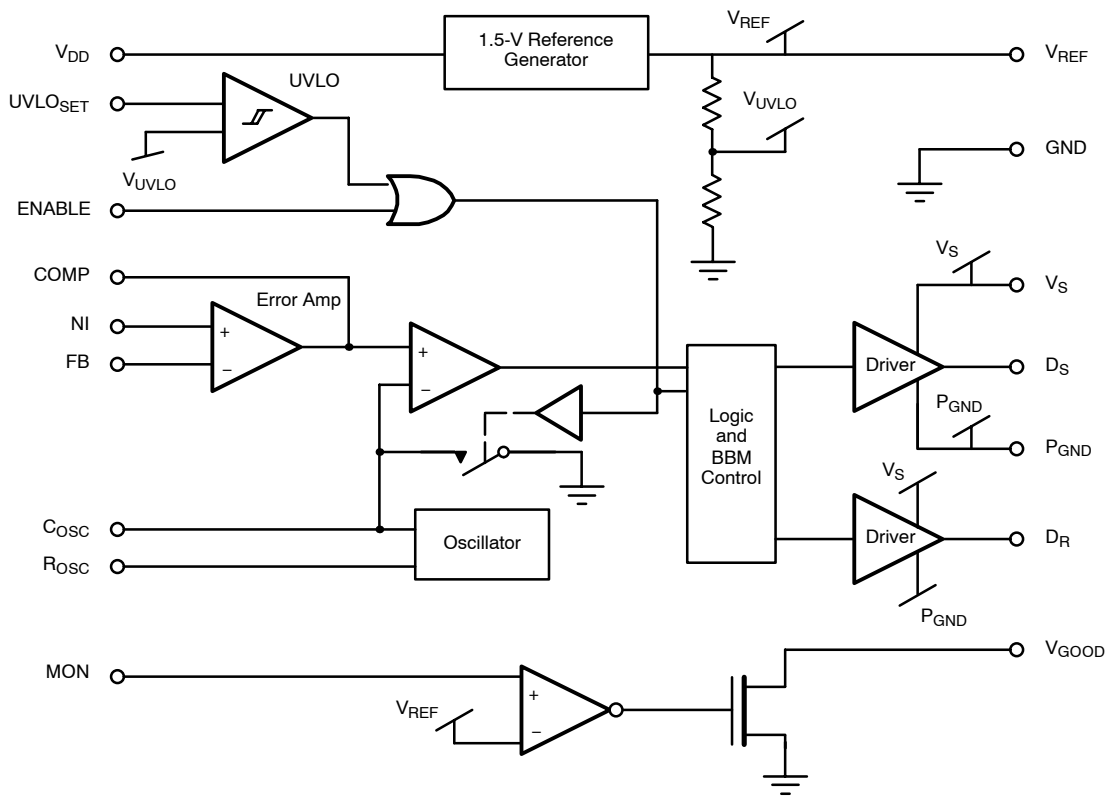 VREF
VDD
1.5-V Reference
Generator
VREF
UVLO
UVLOSET
VUVLO
VUVLO
GND
ENABLE
COMP
VS
VS
Error Amp
NI
+
+
FB
−
−
Driver
DS
PGND
Logic
and
BBM
Control
PGND
VS
COSC
Oscillator
Driver
DR
ROSC
PGND
MON
VGOOD
+
VREF
−